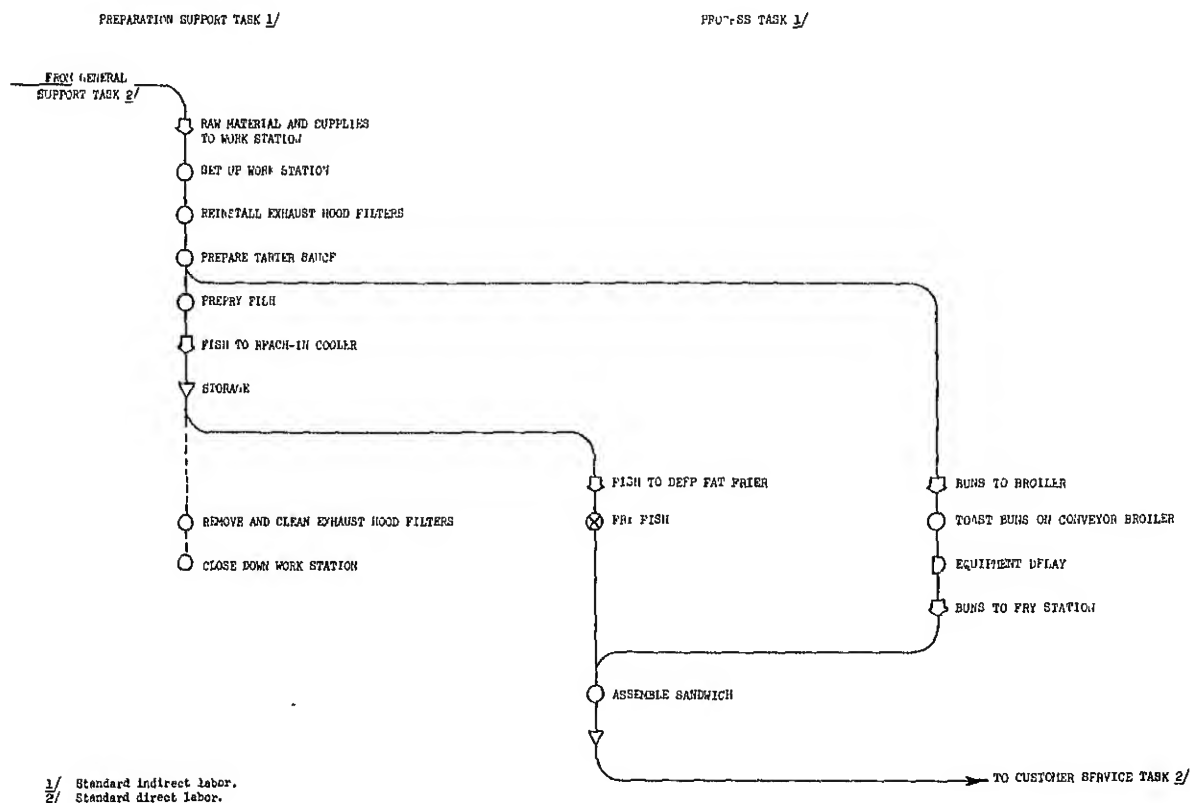 PREPARATION SUPPORT TASK 1/
PROCESS TASK 1/
FROM GENERAL
SUPPORT TASK 2/
RAW MATERIAL AND SUPPLIES
TO WORK STATION
SET UP WORK STATION
REINSTALL EXHAUST HOOD FILTERS
PREPARE TARTER SAUCE
PREFRY FISH
FISH TO REACH-IN COOLER
STORAGE
FISH TO DEEP FAT FRIER
BUNS TO BROILER
REMOVE AND CLEAN EXHAUST HOOD FILTERS
FRY FISH
TOAST BUNS ON CONVEYOR BROILER
CLOSE DOWN WORK STATION
EQUIPMENT DELAY
BUNS TO FRY STATION
ASSEMBLE SANDWICH
TO CUSTOMER SERVICE TASK 2/
1/ Standard indirect labor.
2/ Standard direct labor.